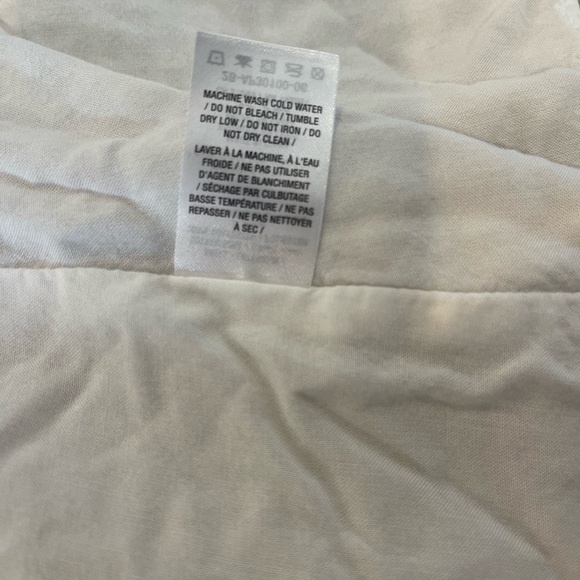 MACHINE WASH COLD WATER
/ DO NOT BLEACH / TUMBLE
DRY LOW / DO NOT IRON / DO
NOT DRY CLEAN /
LAVER À LA MACHINE, À L'EAU
FROIDE / NE PAS UTILISER
D'AGENT DE BLANCHIMENT
/ SÉCHAGE PAR CULBUTAGE
BASSE TEMPÉRATURE / NE PAS
REPASSER / NE PAS NETTOYER
À SEC /